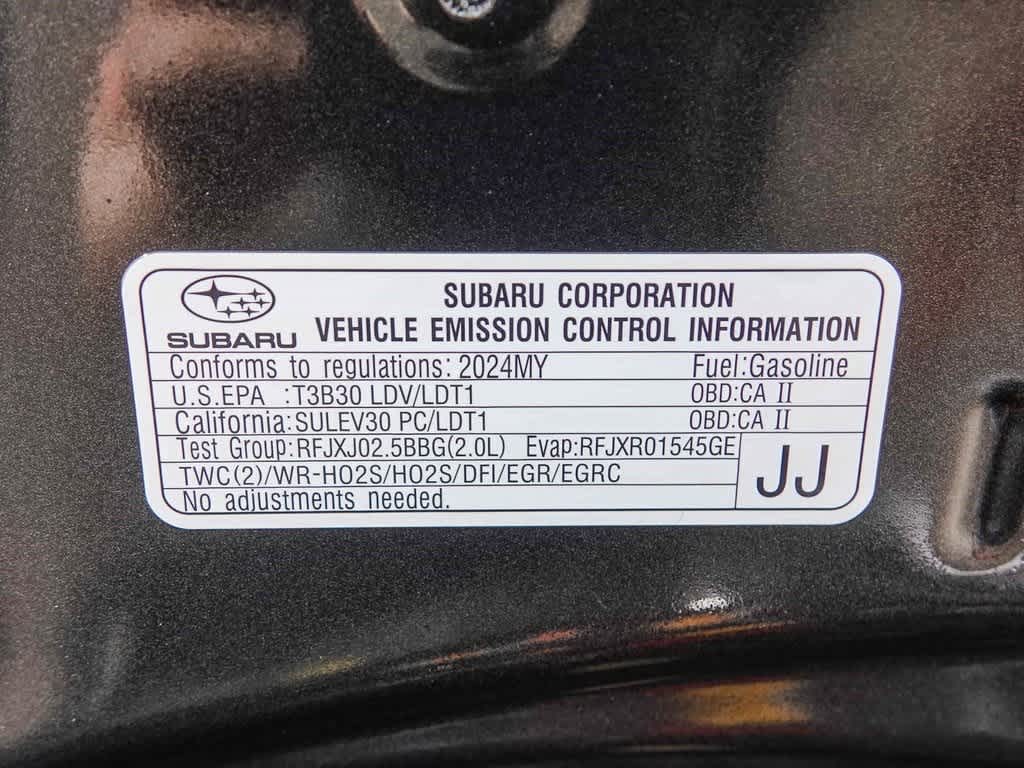 SUBARU
SUBARU CORPORATION
VEHICLE EMISSION CONTROL INFORMATION
Conforms to regulations: 2024MY Fuel:Gasoline
U.S.EPA :T3B30 LDV/LDT1 OBD:CA II
California:SULEV30 PC/LDT1 OBD:CA II
Test Group:RFJXJ02.5BBG(2.0L) Evap:RFJXR01545GE
TWC(2)/WR-HO2S/HO2S/DFI/EGR/EGRC
No adjustments needed.
JJ